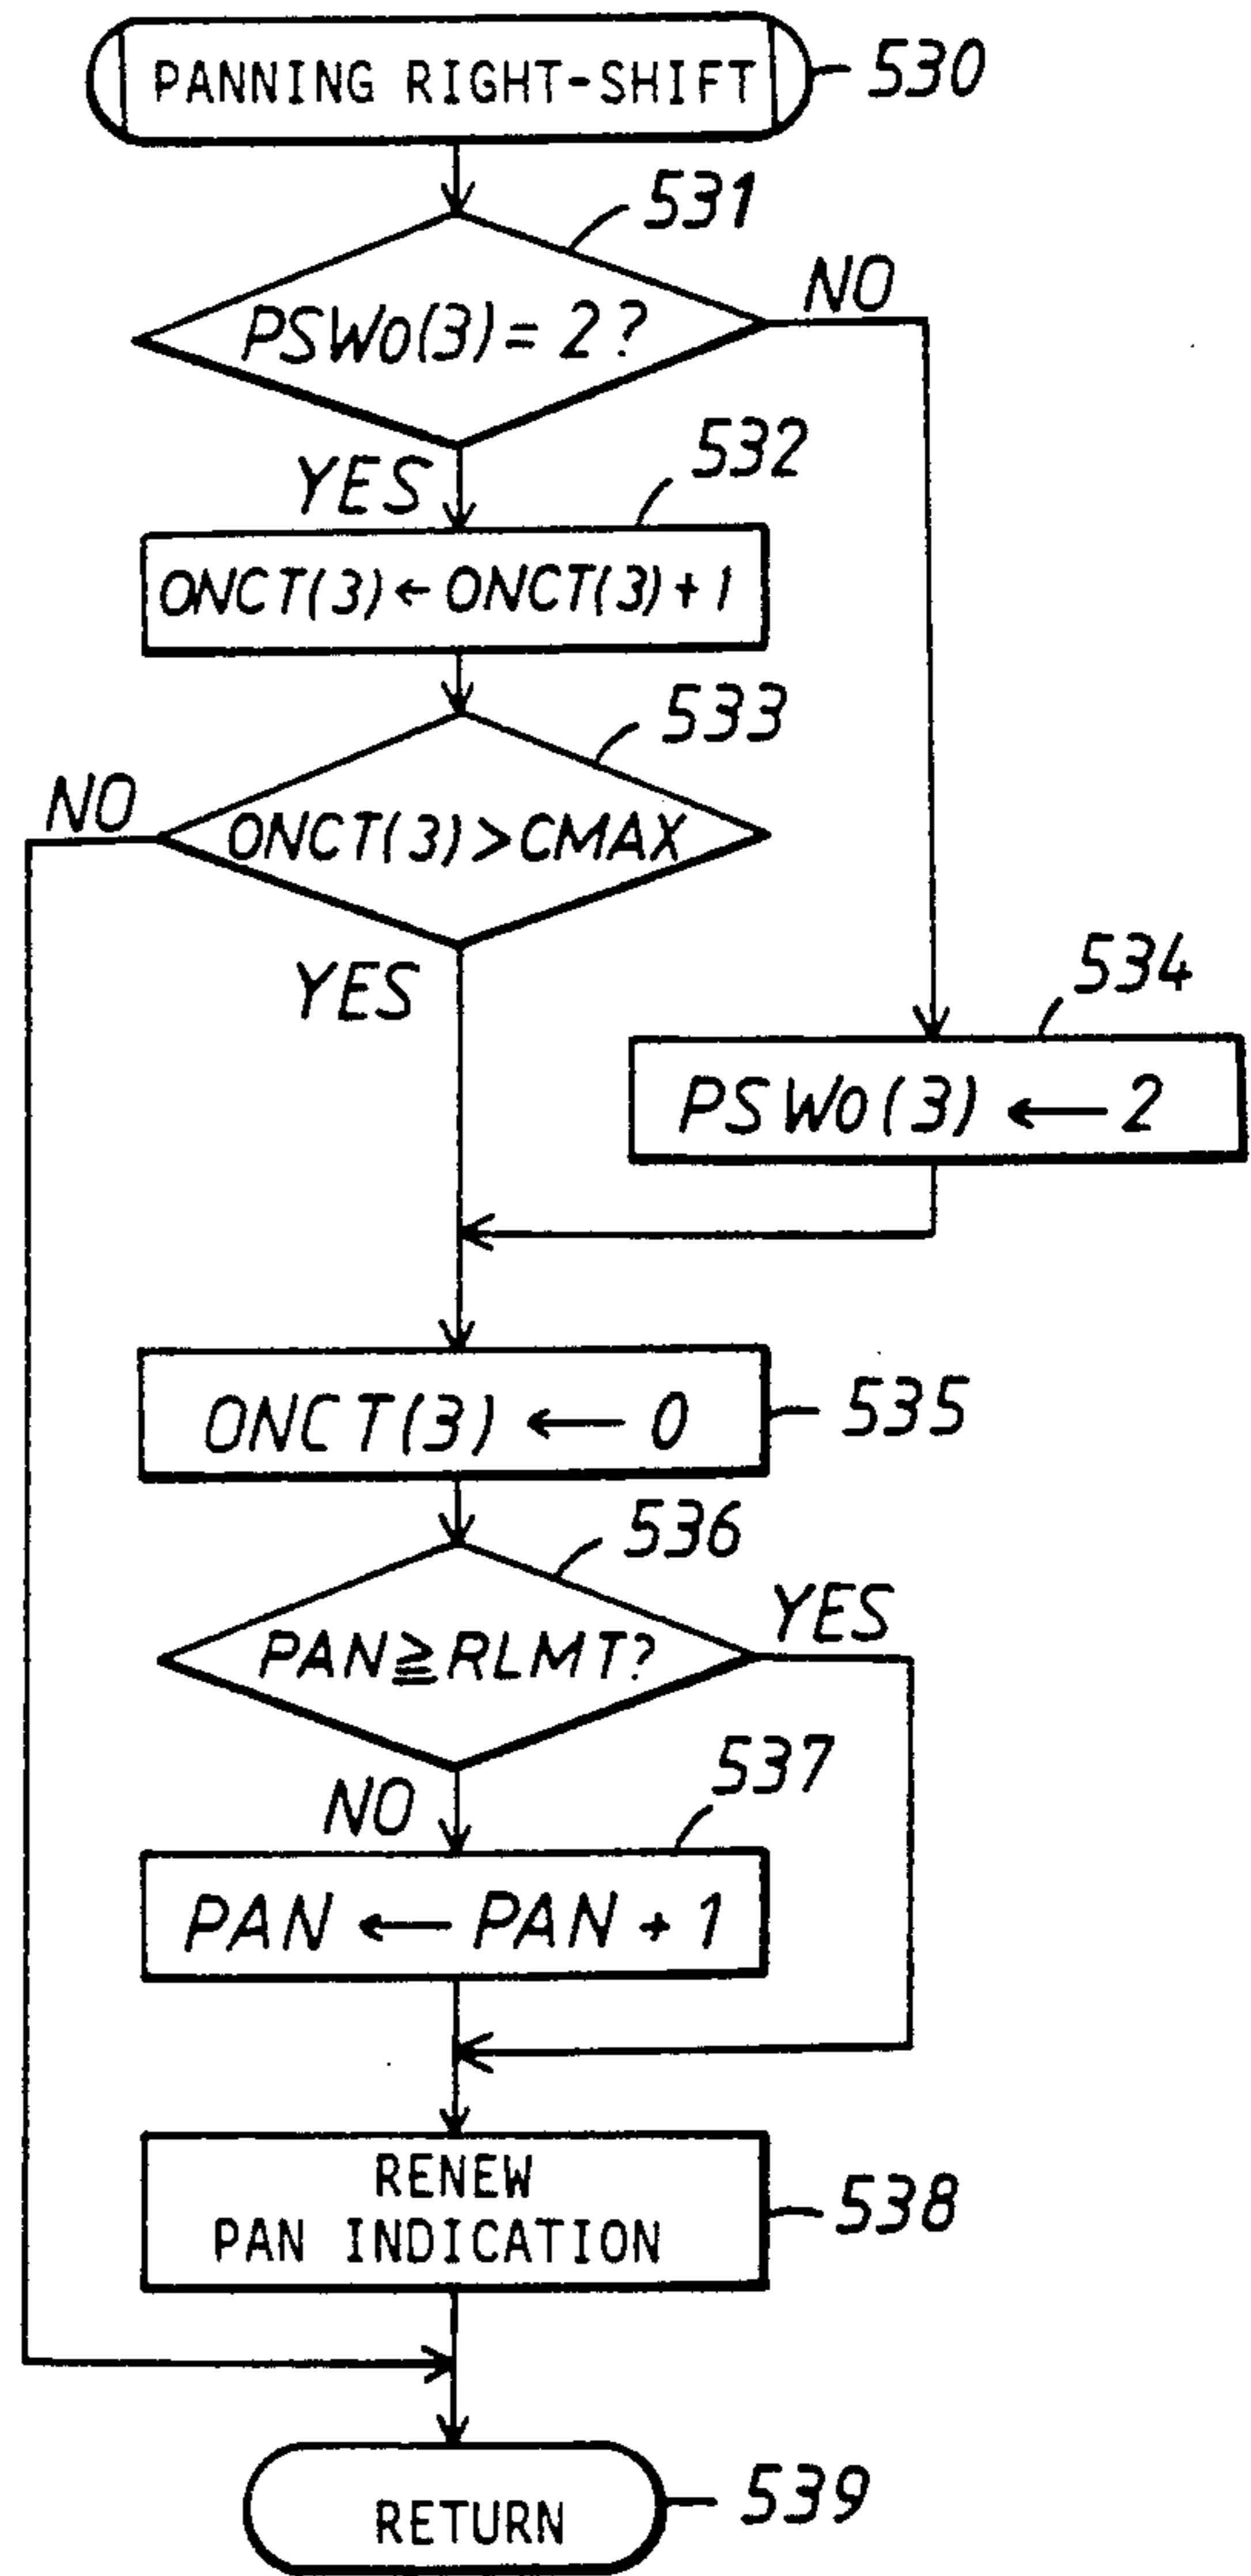 PANNING RIGHT-SHIFT
530
531
PSWo(3) = 2?
NO
YES
532
ONCT(3) ← ONCT(3) + 1
533
ONCT(3) > CMAX
NO
YES
534
PSWo(3) ← 2
ONCT(3) ← 0
535
536
PAN ≧ RLMT?
YES
NO
537
PAN ← PAN + 1
RENEW
PAN INDICATION
538
RETURN
539